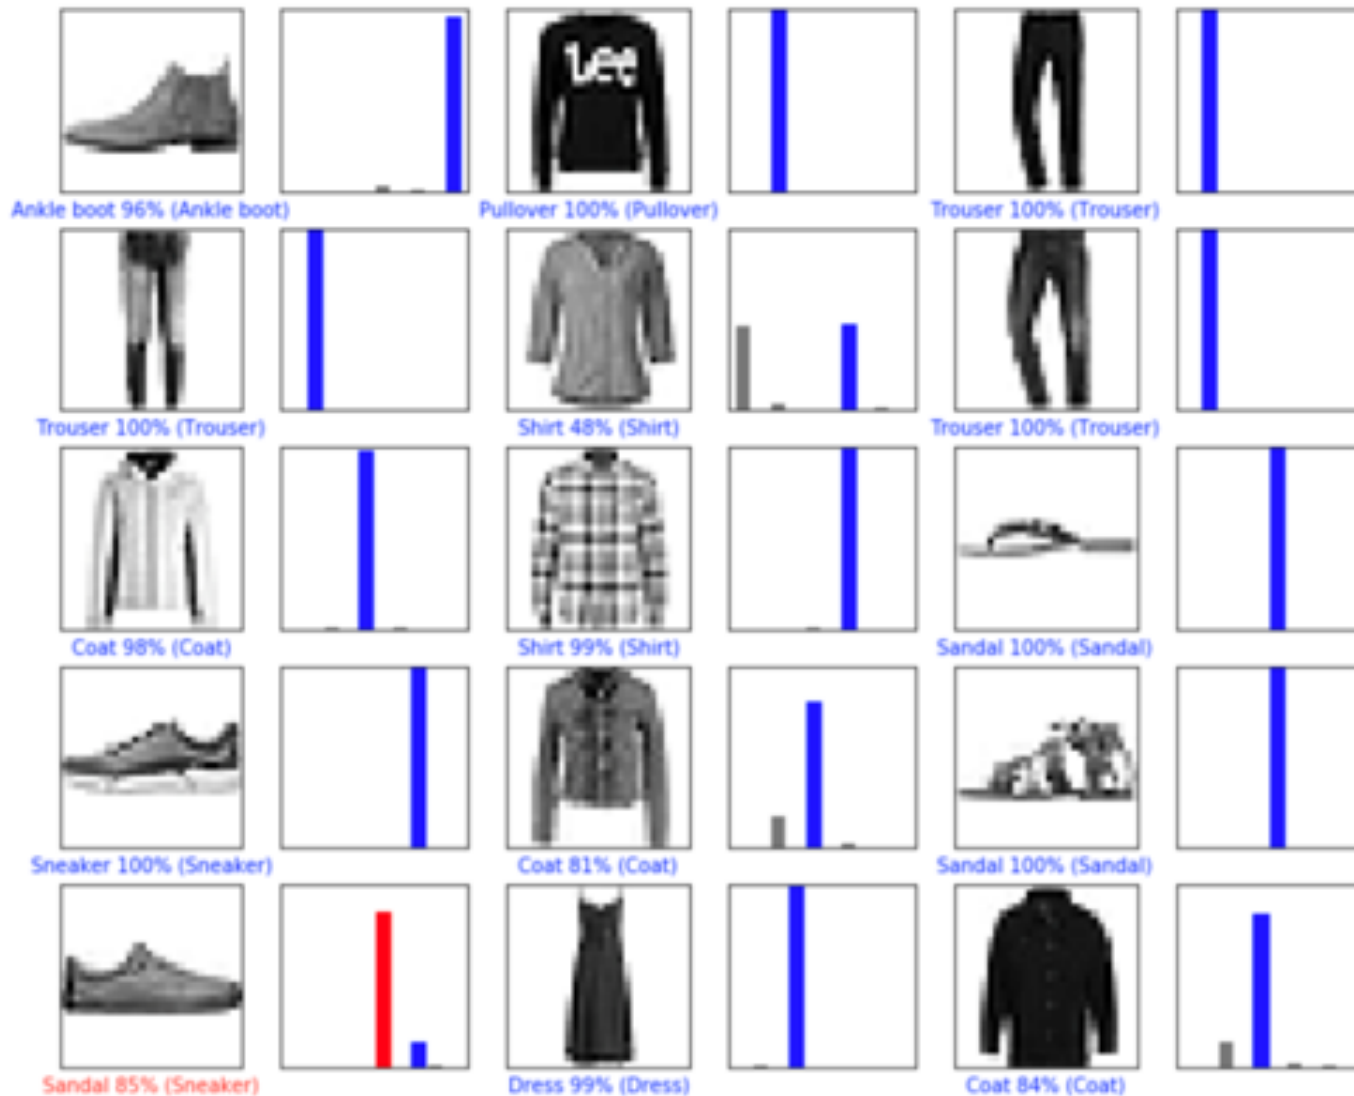 Lee
Ankle boot 96% (Ankle boot)
Pullover 100% (Pullover)
Trouser 100% (Trouser)
Trouser 100% (Trouser)
Shirt 48% (Shirt)
Trouser 100% (Trouser)
Coat 98% (Coat)
Shirt 99% (Shirt)
Sandal 100% (Sandal)
Sneaker 100% (Sneaker)
Coat 81% (Coat)
Sandal 100% (Sandal)
Sandal 85% (Sneaker)
Dress 99% (Dress)
Coat 84% (Coat)